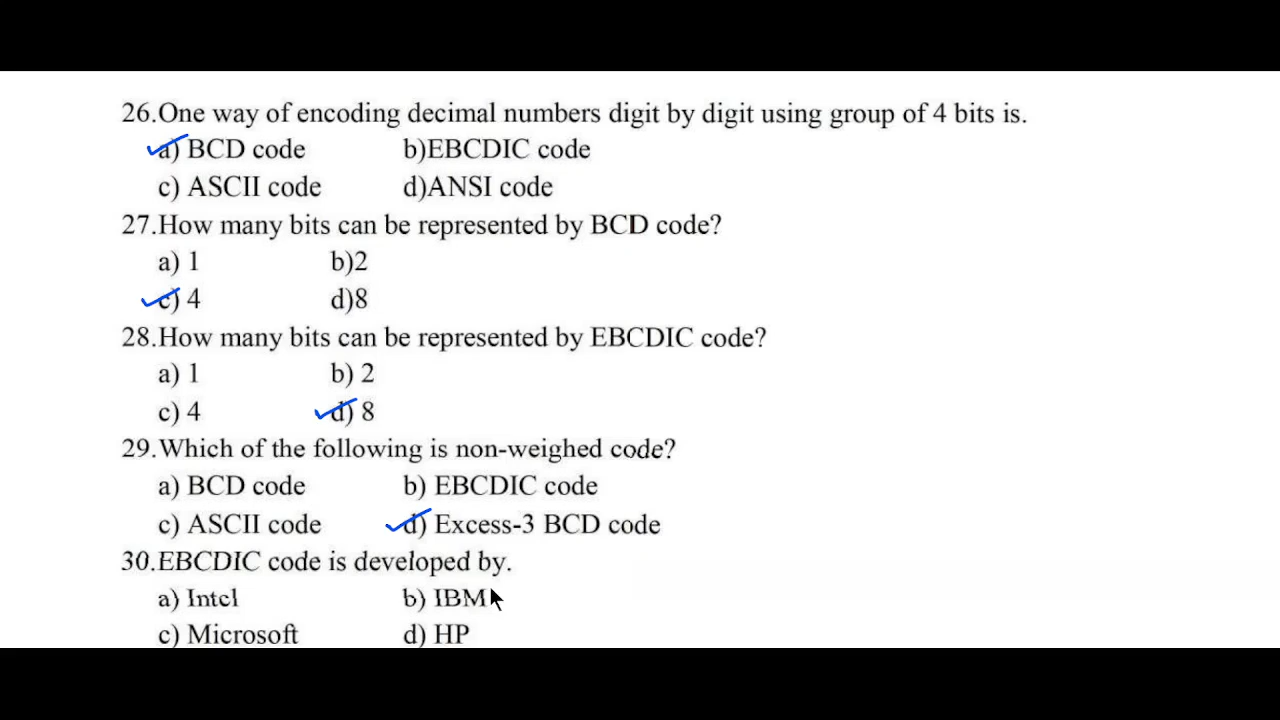 26.One way of encoding decimal numbers digit by digit using group of 4 bits is.
a) BCD code b)EBCDIC code
c) ASCII code d)ANSI code
27.How many bits can be represented by BCD code?
a) 1 b)2
c) 4 d)8
28.How many bits can be represented by EBCDIC code?
a) 1 b) 2
c) 4 d) 8
29.Which of the following is non-weighed code?
a) BCD code b) EBCDIC code
c) ASCII code d) Excess-3 BCD code
30.EBCDIC code is developed by.
a) Intel b) IBM
c) Microsoft d) HP